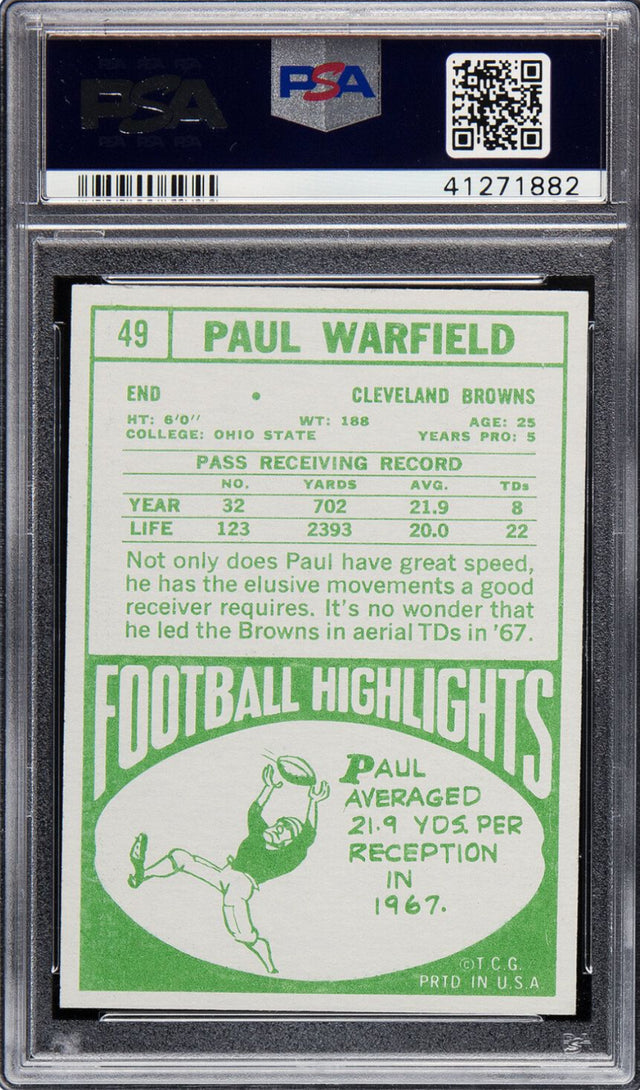 PSA
PSA
41271882
49 PAUL WARFIELD
END • CLEVELAND BROWNS
HT: 6'0'' WT: 188 AGE: 25
COLLEGE: OHIO STATE YEARS PRO: 5
PASS RECEIVING RECORD
NO. YARDS AVG. TDs
YEAR 32 702 21.9 8
LIFE 123 2393 20.0 22
Not only does Paul have great speed,
he has the elusive movements a good
receiver requires. It's no wonder that
he led the Browns in aerial TDs in '67.
FOOTBALL HIGHLIGHTS
PAUL
AVERAGED
21.9 YDS. PER
RECEPTION
IN
1967.
© T.C.G.
PRTD IN U.S.A